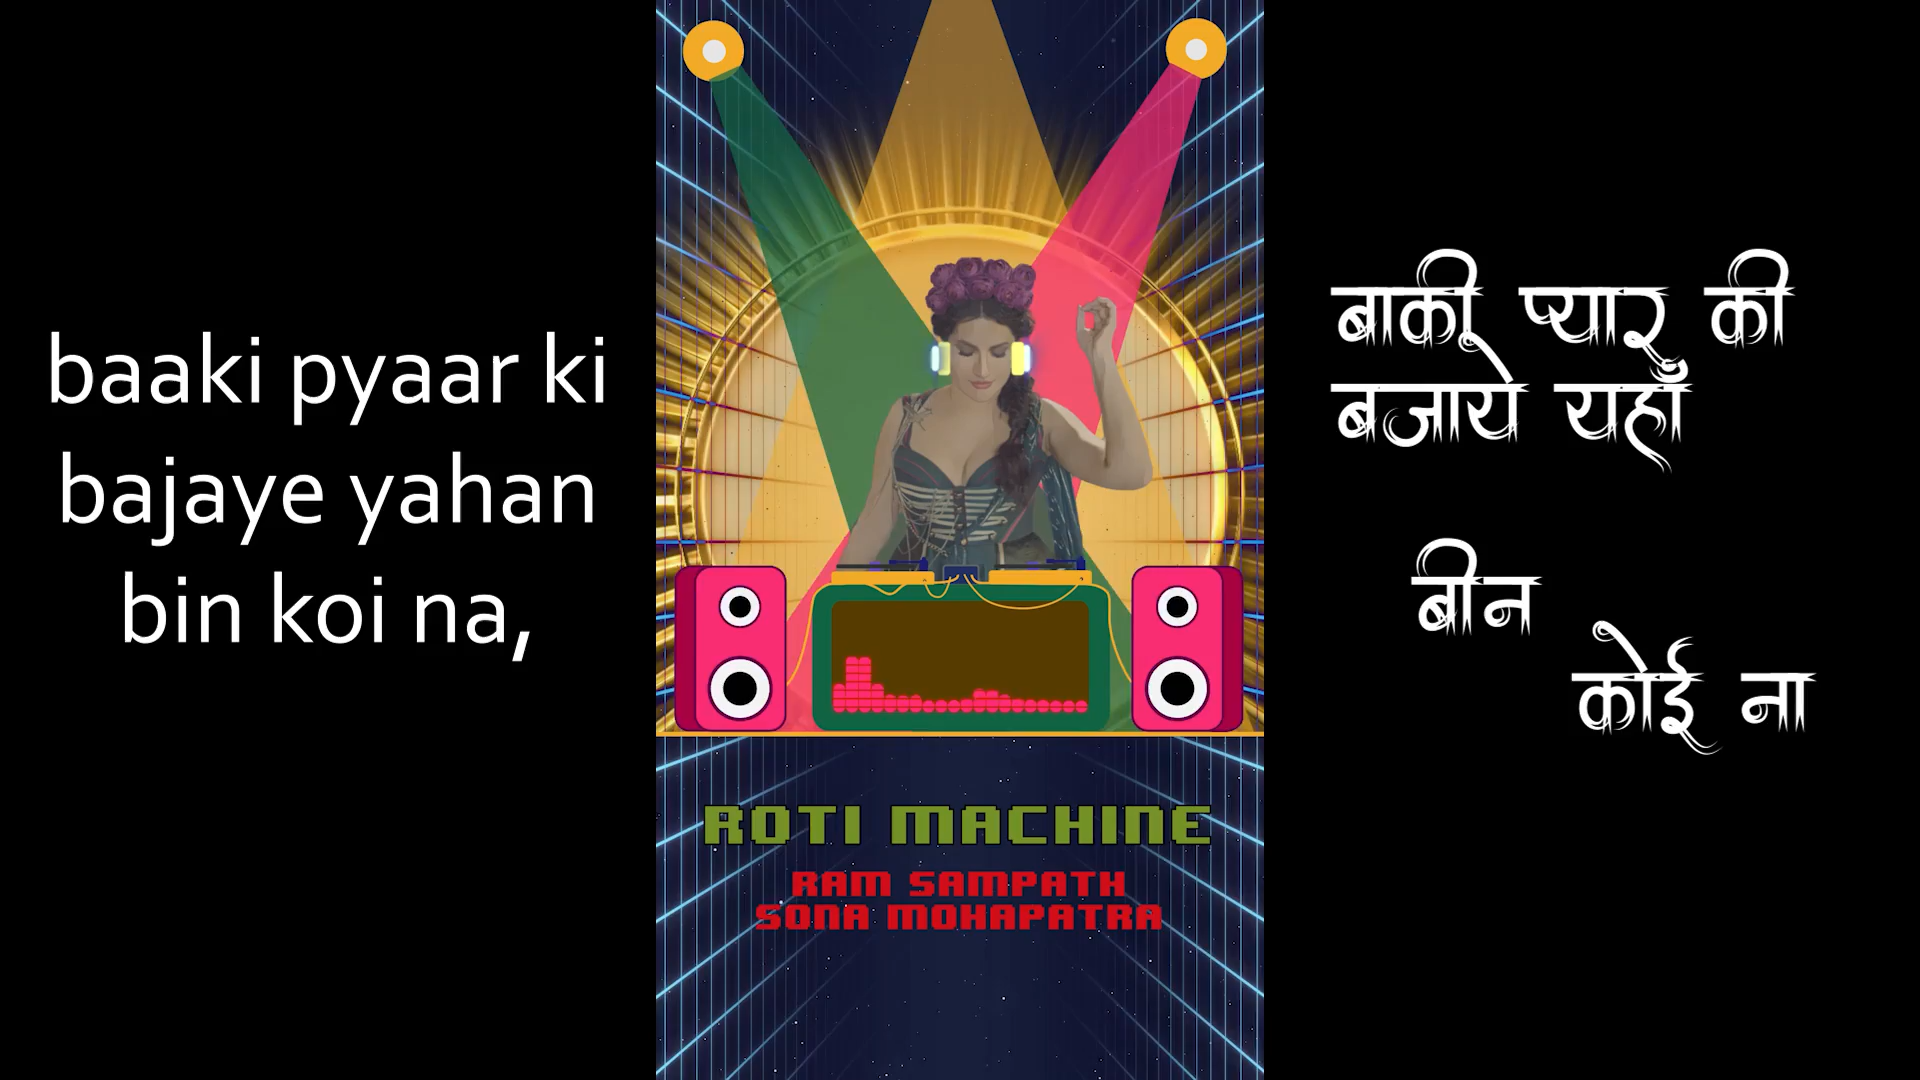 baaki pyaar ki
bajaye yahan
bin koi na,
ROTI MACHINE
RAM SAMPATH
SONA MOHAPATRA
बाकी प्यार की
बजाये यहाँ
बीन
कोई ना